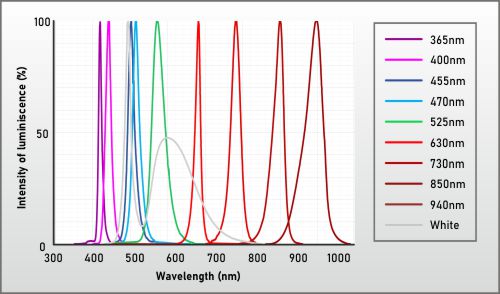 Intensity of luminiscence (%)
100
50
0
300 400 500 600 700 800 900 1000
Wavelength (nm)
365nm
400nm
455nm
470nm
525nm
630nm
730nm
850nm
940nm
White